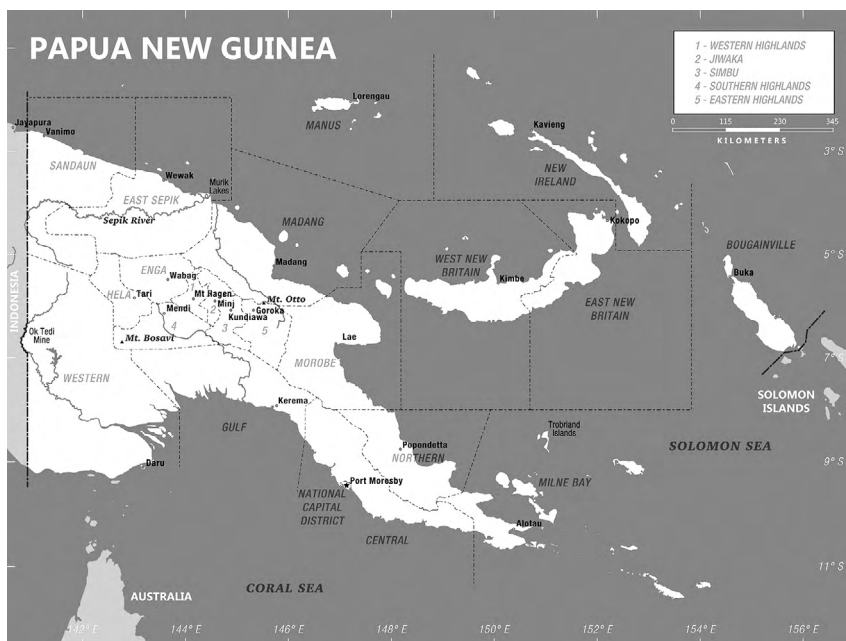 PAPUA NEW GUINEA
1 - WESTERN HIGHLANDS
2 - JIWAKA
3 - SIMBU
4 - SOUTHERN HIGHLANDS
5 - EASTERN HIGHLANDS
0 115 230 345
KILOMETERS
Lorengau
MANUS
Kavieng
NEW
IRELAND
Jayapura
Vanimo
SANDAUN
3° S
Wewak
Murik
Lakes
EAST SEPIK
Sepik River
MADANG
Madang
Kokopo
WEST NEW
BRITAIN
Kimbe
EAST NEW
BRITAIN
BOUGAINVILLE
Buka
5° S
INDONESIA
ENGA
Wabag
HELA
Tari
1
Mt Hagen
Mt. Otto
2
Minj
Mendi
Kundiawa
Goroka
4
3
5
Ok Tedi
Mine
Mt. Bosavi
Lae
MOROBE
7° S
WESTERN
SOLOMON
ISLANDS
Kerema
GULF
Trobriand
Islands
Popondetta
NORTHERN
SOLOMON SEA
Daru
9° S
Port Moresby
NATIONAL
CAPITAL
DISTRICT
MILNE BAY
Alotau
CENTRAL
11° S
CORAL SEA
AUSTRALIA
142° E 144° E 146° E 148° E 150° E 152° E 154° E 156° E